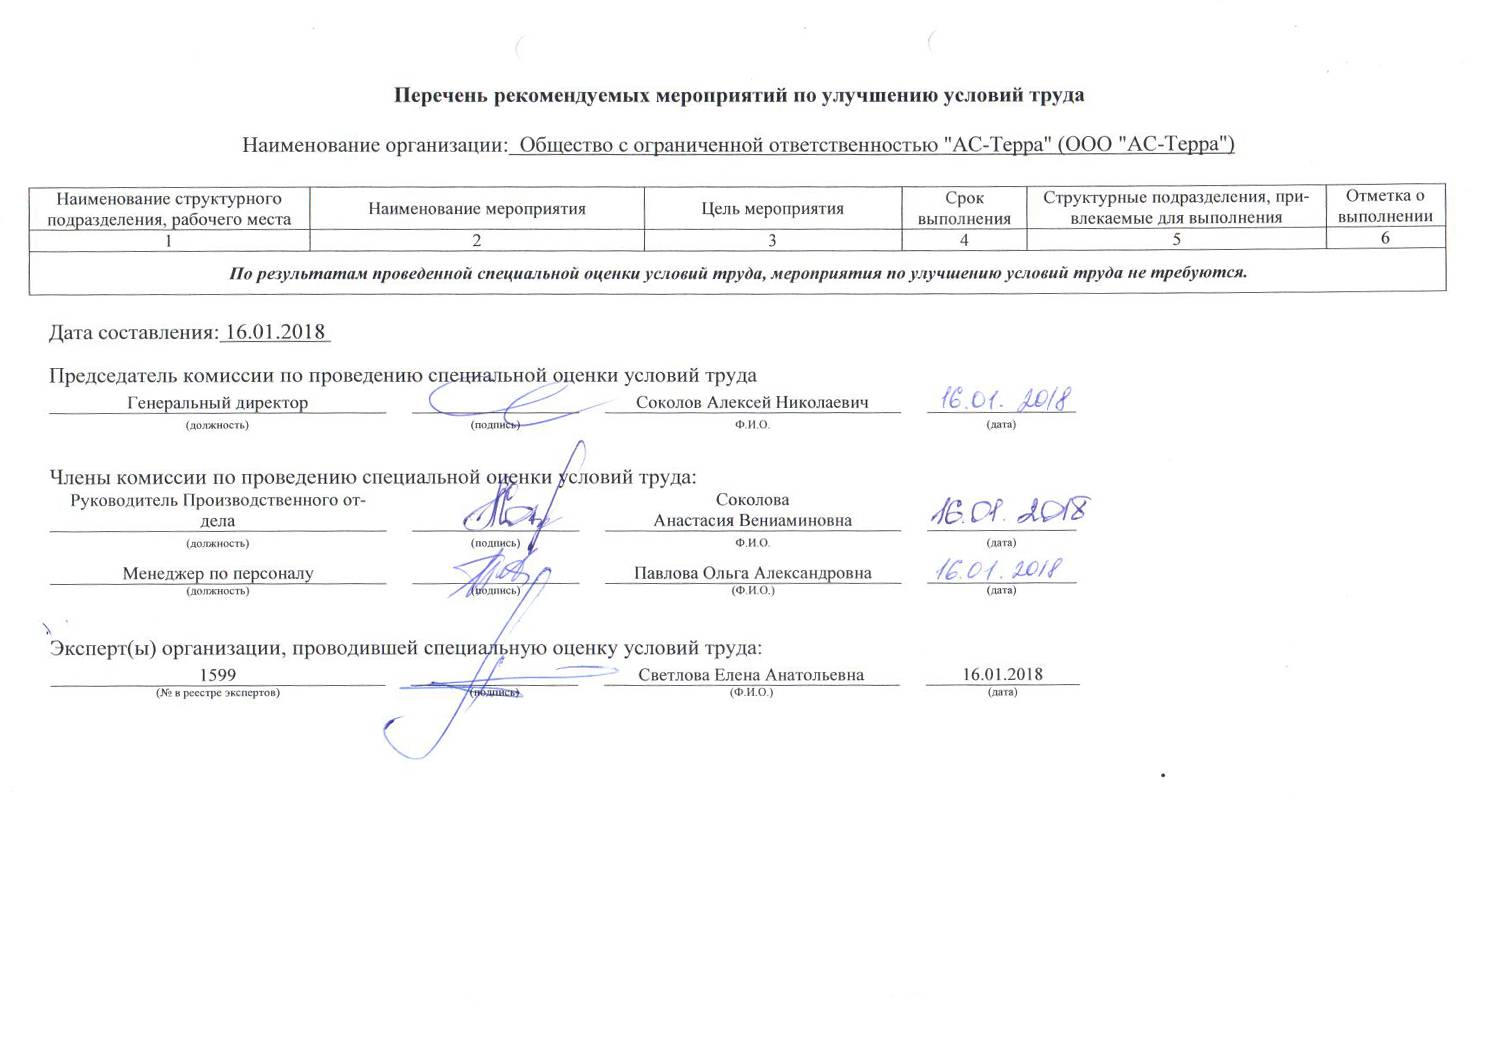 Перечень рекомендуемых мероприятий по улучшению условий труда
Наименование организации: Общество с ограниченной ответственностью "АС-Терра" (ООО "АС-Терра")
Наименование структурного
подразделения, рабочего места
Наименование мероприятия
Цель мероприятия
Срок
выполнения
Структурные подразделения, при-
влекаемые для выполнения
Отметка о
выполнении
1 2 3 4 5 6
По результатам проведенной специальной оценки условий труда, мероприятия по улучшению условий труда не требуются.
Дата составления: 16.01.2018
Председатель комиссии по проведению специальной оценки условий труда
Генеральный директор Соколов Алексей Николаевич 16.01. 2018
(должность) (подпись) Ф.И.О. (дата)
Члены комиссии по проведению специальной оценки условий труда:
Руководитель Производственного от-
дела
Соколова
Анастасия Вениаминовна
16.01. 2018
(должность) (подпись) Ф.И.О. (дата)
Менеджер по персоналу Павлова Ольга Александровна 16.01. 2018
(должность) (подпись) (Ф.И.О.) (дата)
Эксперт(ы) организации, проводившей специальную оценку условий труда:
1599 Светлова Елена Анатольевна 16.01.2018
(№ в реестре экспертов) (подпись) (Ф.И.О.) (дата)